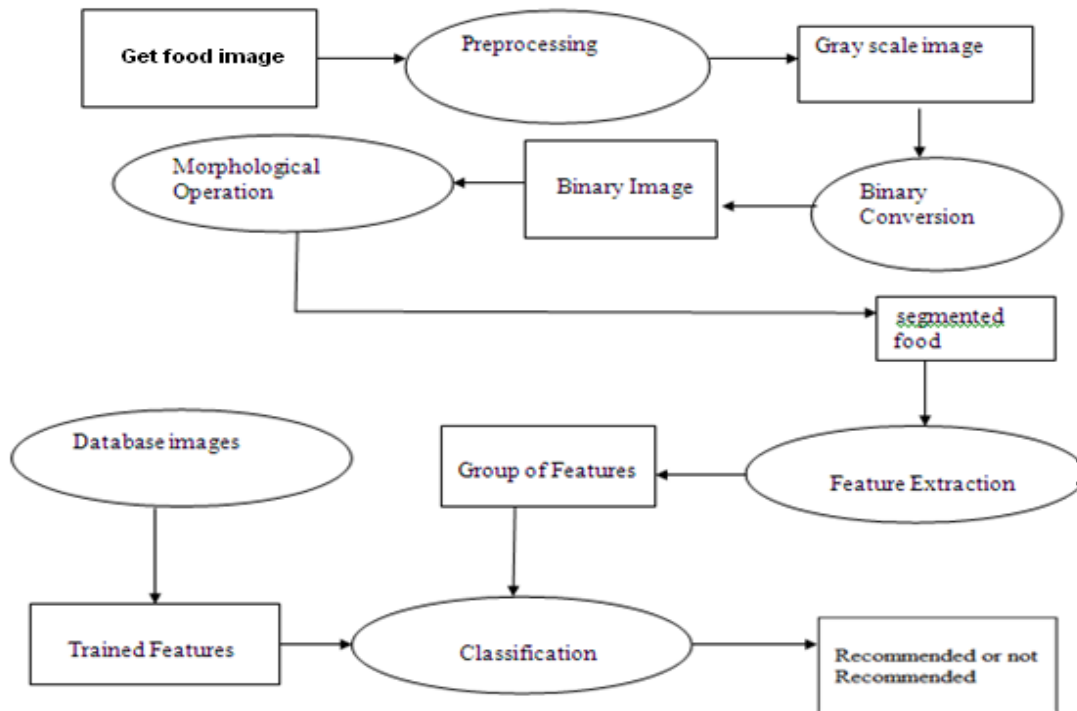 Get food image
Preprocessing
Gray scale image
Morphological
Operation
Binary Image
Binary
Conversion
segmented
food
Database images
Group of Features
Feature Extraction
Trained Features
Classification
Recommended or not
Recommended